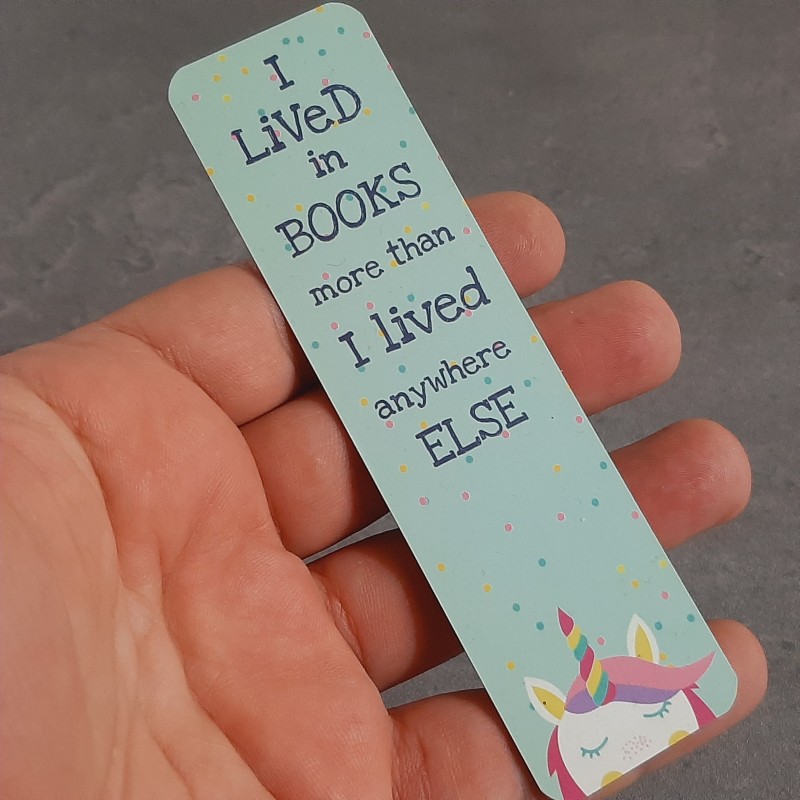 I
LiVeD
in
BOOKS
more than
I lived
anywhere
ELSE